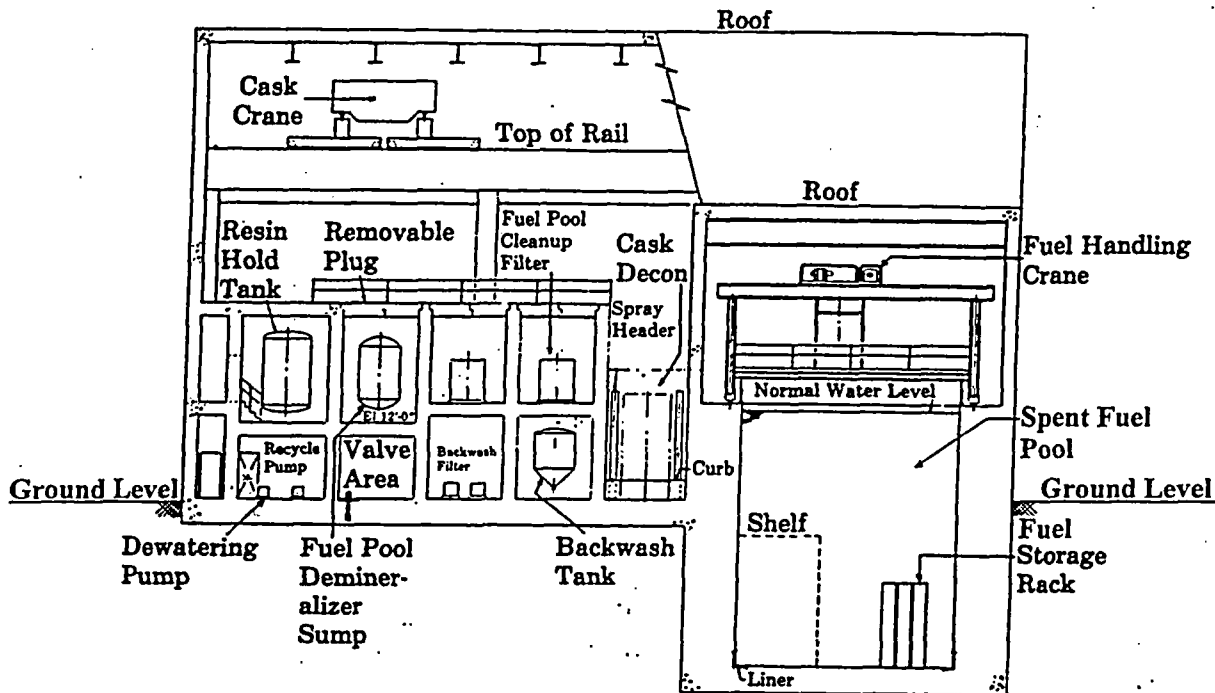 Roof
Cask
Crane
Top of Rail
Roof
Resin
Hold
Tank
Removable
Plug
Fuel Pool
Cleanup
Filter
Cask
Decon
Spray
Header
Fuel Handling
Crane
Normal Water Level
El 12'-0"
Spent Fuel
Pool
Recycle
Pump
Valve
Area
Backwash
Filter
Curb
Ground Level
Ground Level
Dewatering
Pump
Fuel Pool
Deminer-
alizer
Sump
Backwash
Tank
Shelf
Fuel
Storage
Rack
Liner